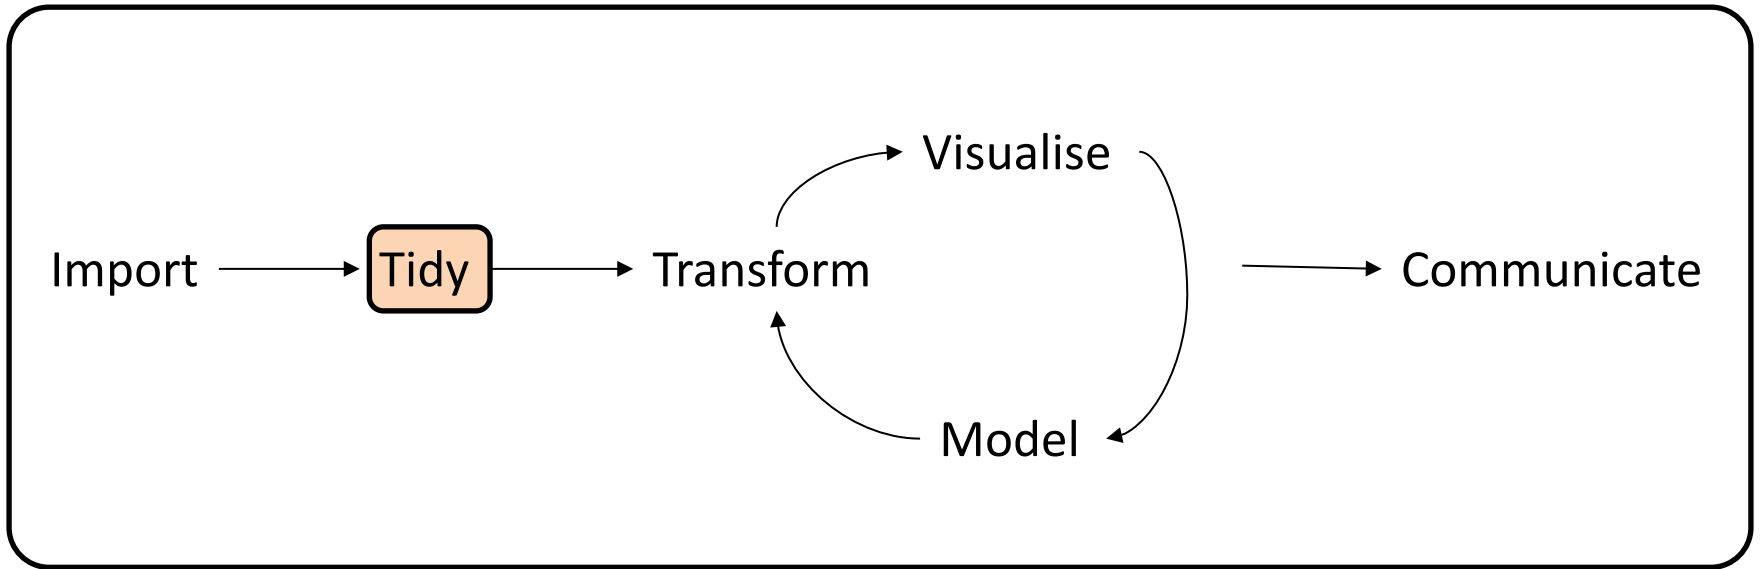 Import
Tidy
Transform
Visualise
Model
Communicate